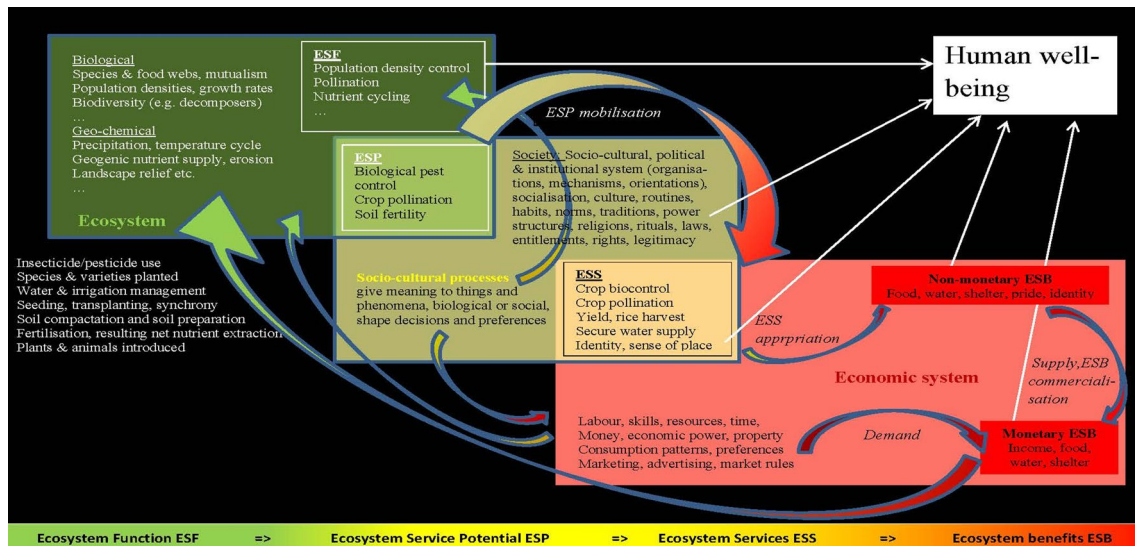 Biological
Species & food webs, mutualism
Population densities, growth rates
Biodiversity (e.g. decomposers)
…
Geo-chemical
Precipitation, temperature cycle
Geogenic nutrient supply, erosion
Landscape relief etc.
…
Ecosystem
ESF
Population density control
Pollination
Nutrient cycling
…
ESP
Biological pest
control
Crop pollination
Soil fertility
ESP mobilisation
Human well-
being
Society: Socio-cultural, political
& institutional system (organisa-
tions, mechanisms, orientations),
socialisation, culture, routines,
habits, norms, traditions, power
structures, religions, rituals, laws,
entitlements, rights, legitimacy
Insecticide/pesticide use
Species & varieties planted
Water & irrigation management
Seeding, transplanting, synchrony
Soil compactation and soil preparation
Fertilisation, resulting net nutrient extraction
Plants & animals introduced
Socio-cultural processes
give meaning to things and
phenomena, biological or social,
shape decisions and preferences
ESS
Crop biocontrol
Crop pollination
Yield, rice harvest
Secure water supply
Identity, sense of place
Non-monetary ESB
Food, water, shelter, pride, identity
ESS
apprpriation
Economic system
Supply,ESB
commerciali-
sation
Labour, skills, resources, time,
Money, economic power, property
Consumption patterns, preferences
Marketing, advertising, market rules
Demand
Monetary ESB
Income, food,
water, shelter
Ecosystem Function ESF => Ecosystem Service Potential ESP => Ecosystem Services ESS => Ecosystem benefits ESB